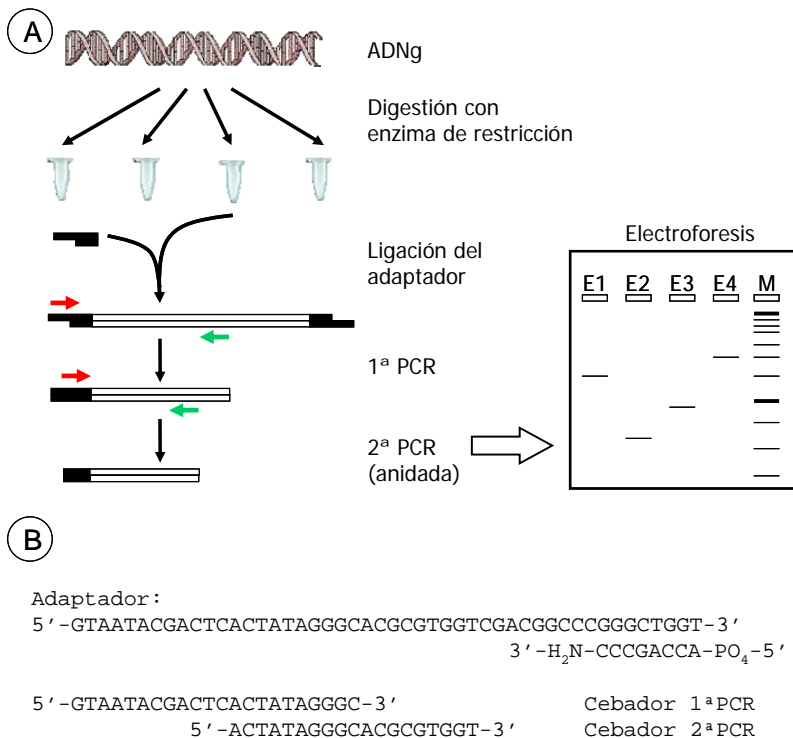 A
ADNg
Digestión con
enzima de restricción
Ligación del
adaptador
1ª PCR
2ª PCR
(anidada)
Electroforesis
E1 E2 E3 E4 M
B
Adaptador:
5′-GTAATACGACTCACTATAGGGCACGCGTGGTCGACGGCCCGGGCTGGT-3′
3′-H₂N-CCCGACCA-PO₄-5′
5′-GTAATACGACTCACTATAGGGC-3′ Cebador 1ªPCR
5′-ACTATAGGGCACGCGTGGT-3′ Cebador 2ªPCR